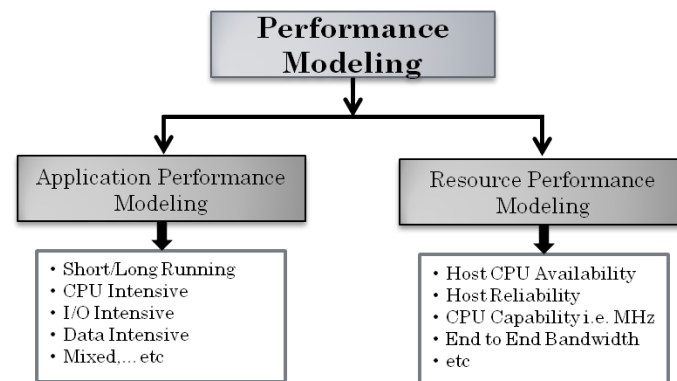 Performance
Modeling
Application Performance
Modeling
• Short/Long Running
• CPU Intensive
• I/O Intensive
• Data Intensive
• Mixed,... etc
Resource Performance
Modeling
• Host CPU Availability
• Host Reliability
• CPU Capability i.e. MHz
• End to End Bandwidth
• etc